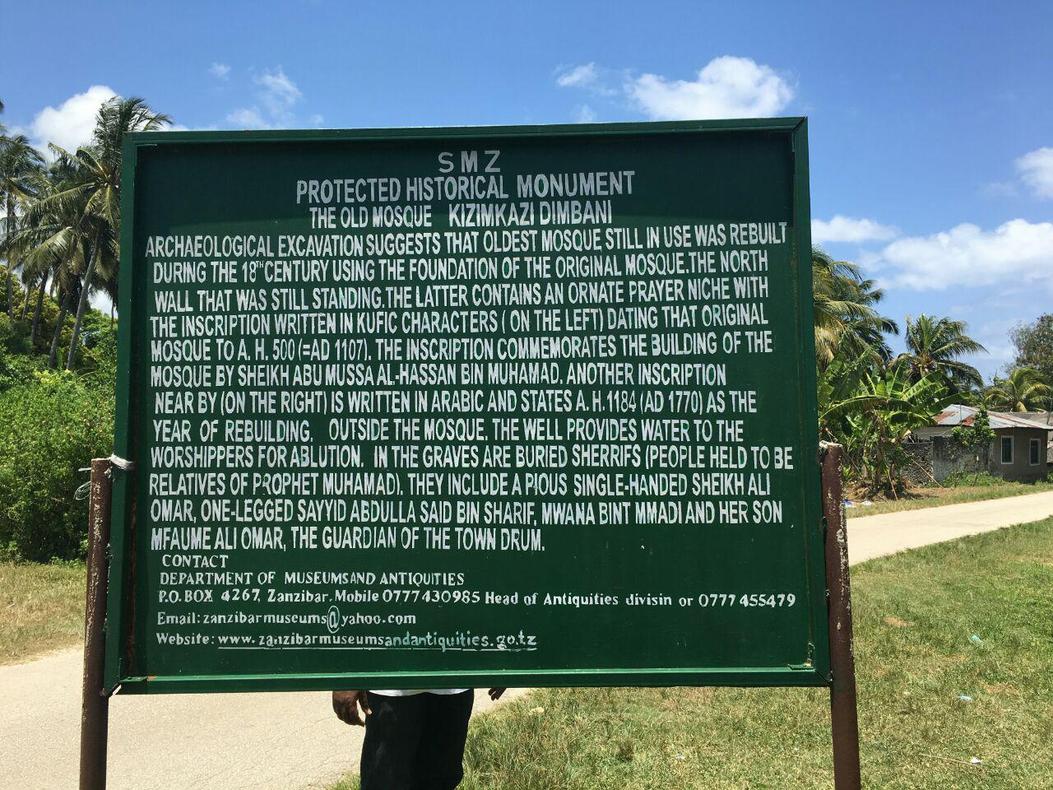 SMZ
PROTECTED HISTORICAL MONUMENT
THE OLD MOSQUE KIZIMKAZI DIMBANI
ARCHAEOLOGICAL EXCAVATION SUGGESTS THAT OLDEST MOSQUE STILL IN USE WAS REBUILT
DURING THE 18TH CENTURY USING THE FOUNDATION OF THE ORIGINAL MOSQUE.THE NORTH
WALL THAT WAS STILL STANDING.THE LATTER CONTAINS AN ORNATE PRAYER NICHE WITH
THE INSCRIPTION WRITTEN IN KUFIC CHARACTERS ( ON THE LEFT) DATING THAT ORIGINAL
MOSQUE TO A. H. 500 (=AD 1107). THE INSCRIPTION COMMEMORATES THE BUILDING OF THE
MOSQUE BY SHEIKH ABU MUSSA AL-HASSAN BIN MUHAMAD. ANOTHER INSCRIPTION
NEAR BY (ON THE RIGHT) IS WRITTEN IN ARABIC AND STATES A. H. 1184 (AD 1770) AS THE
YEAR OF REBUILDING. OUTSIDE THE MOSQUE, THE WELL PROVIDES WATER TO THE
WORSHIPPERS FOR ABLUTION. IN THE GRAVES ARE BURIED SHERRIFS (PEOPLE HELD TO BE
RELATIVES OF PROPHET MUHAMAD). THEY INCLUDE A PIOUS SINGLE-HANDED SHEIKH ALI
OMAR, ONE-LEGGED SAYYID ABDULLA SAID BIN SHARIF, MWANA BINT MMADI AND HER SON
MFAUME ALI OMAR, THE GUARDIAN OF THE TOWN DRUM.
CONTACT
DEPARTMENT OF MUSEUMSAND ANTIQUITIES
P.O. BOX 4267, Zanzibar. Mobile 0777430985 Head of Antiquities divisin or 0777 455479
Email: zanzibarmuseums@yahoo.com
Website: www.zanzibarmuseumsandantiquities.go.tz